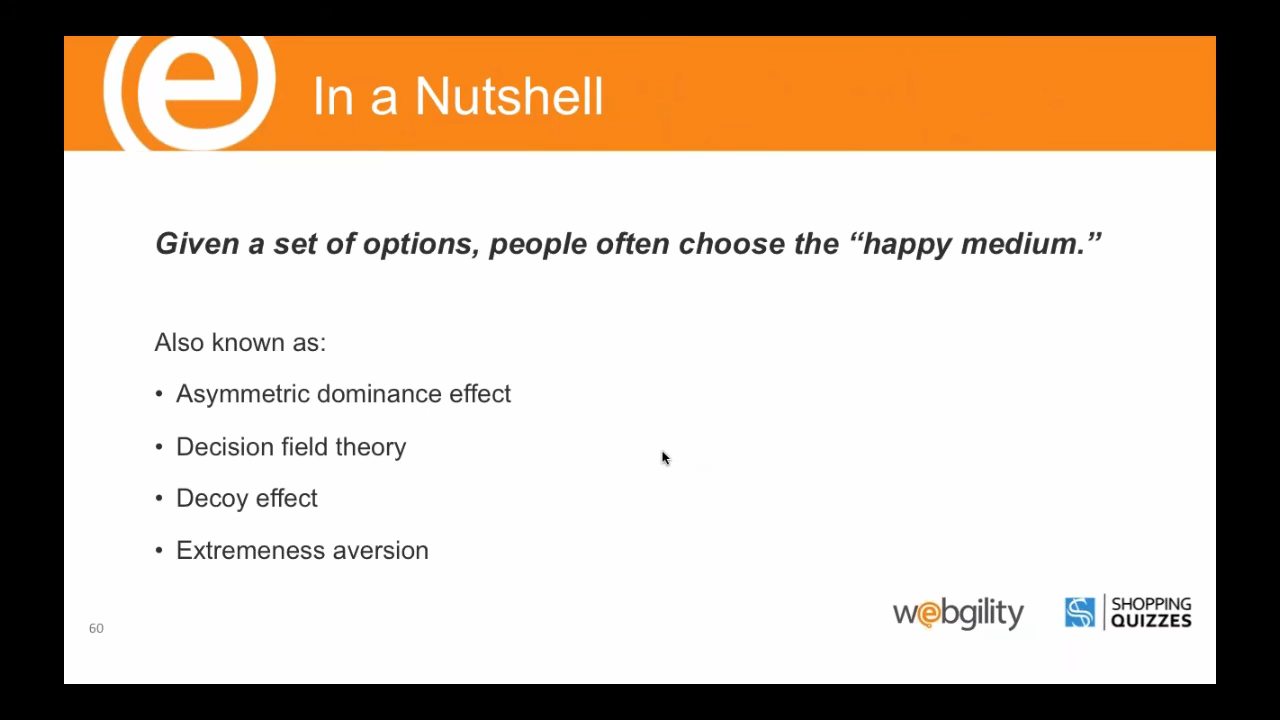 In a Nutshell
Given a set of options, people often choose the “happy medium.”
Also known as:
• Asymmetric dominance effect
• Decision field theory
• Decoy effect
• Extremeness aversion
60
webgility
SHOPPING
QUIZZES